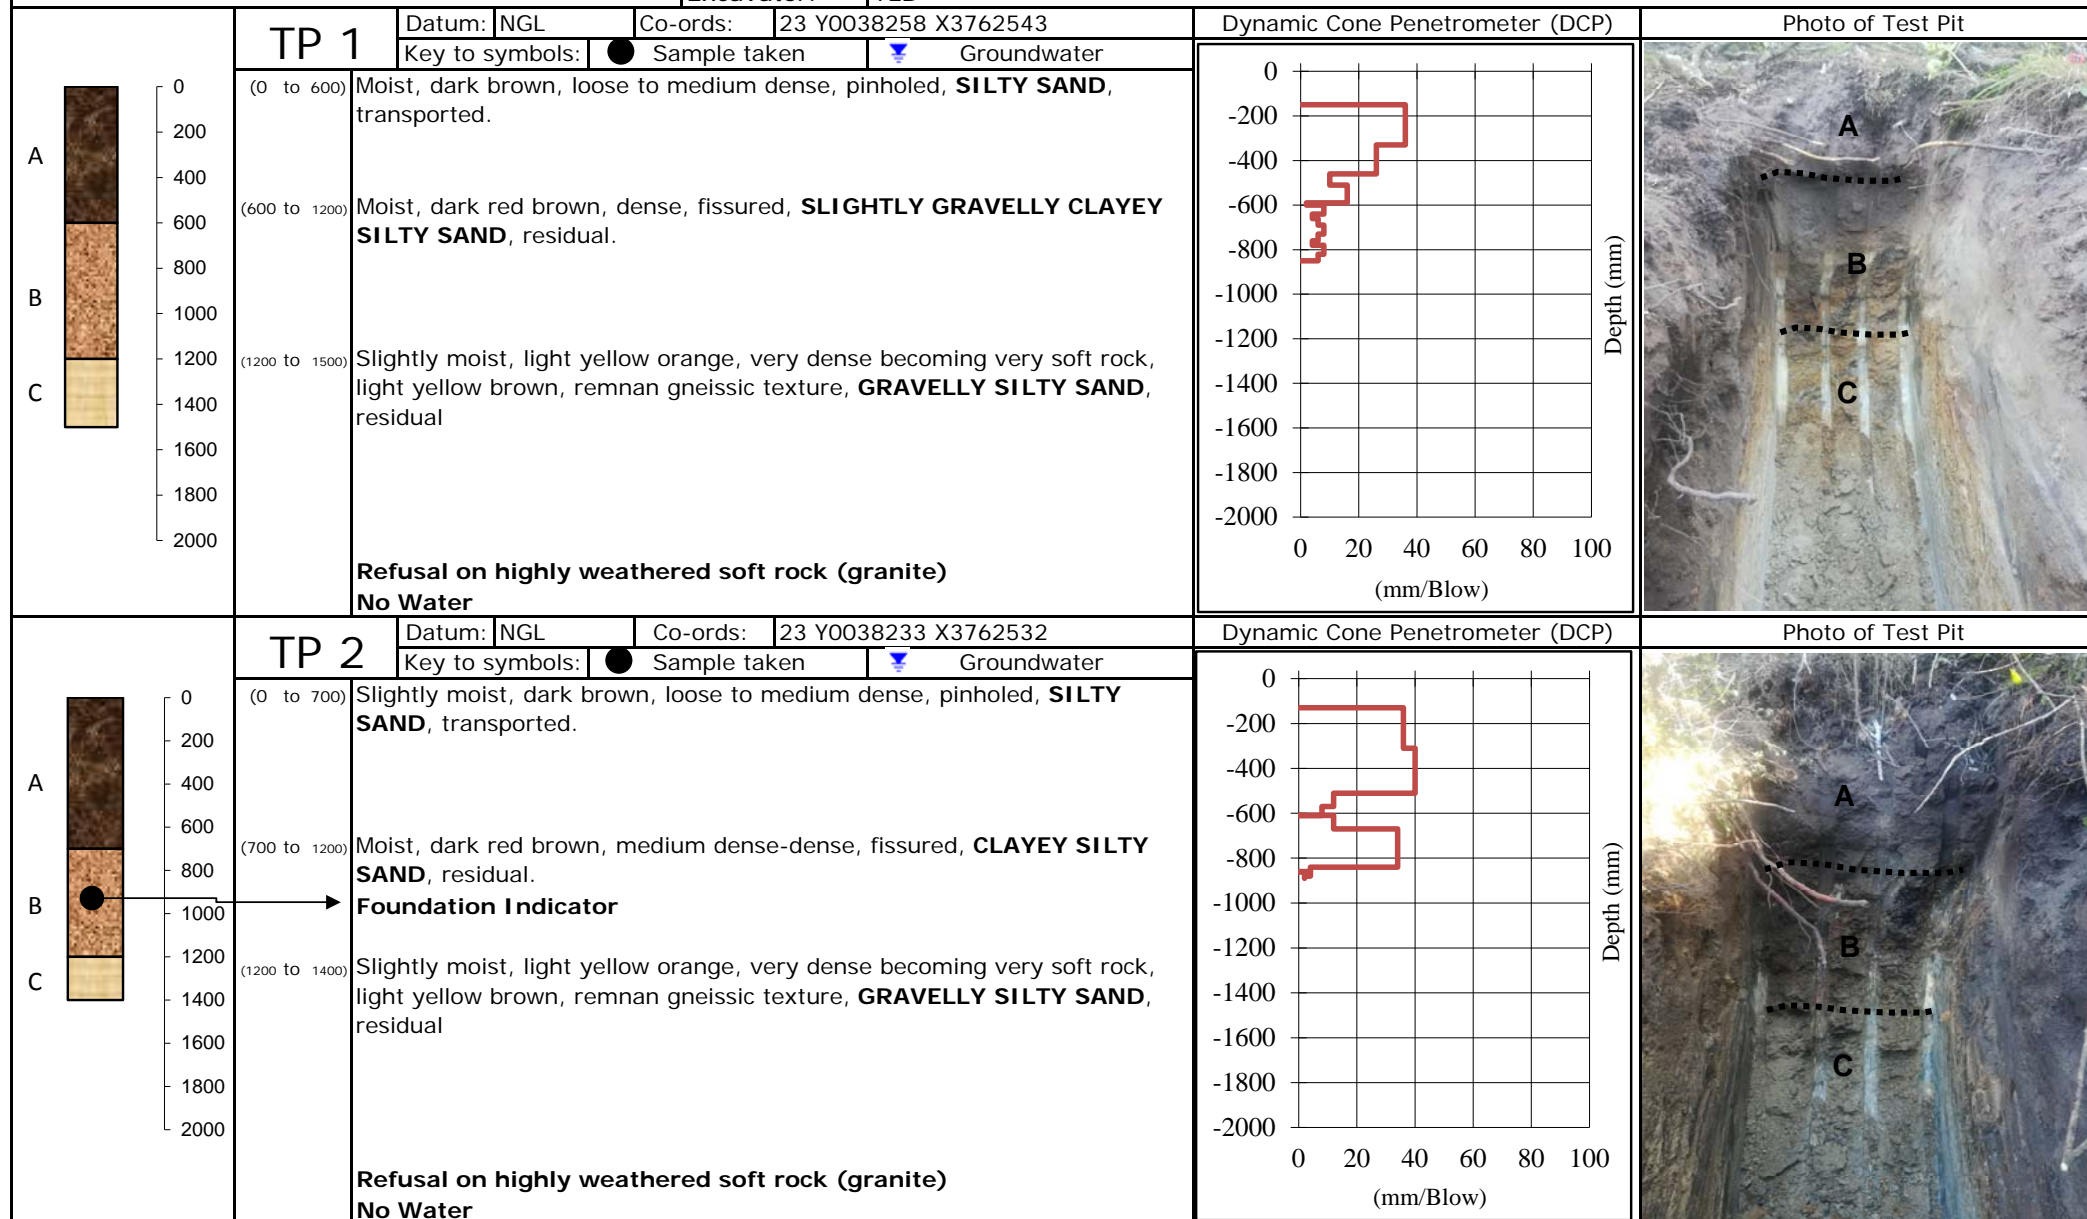 TP 1
Datum: NGL Co-ords: 23 Y0038258 X3762543
Key to symbols: Sample taken Groundwater
Dynamic Cone Penetrometer (DCP)
Photo of Test Pit
A
B
C
0
200
400
600
800
1000
1200
1400
1600
1800
2000
(0 to 600) Moist, dark brown, loose to medium dense, pinholed, SILTY SAND,
transported.
(600 to 1200) Moist, dark red brown, dense, fissured, SLIGHTLY GRAVELLY CLAYEY
SILTY SAND, residual.
(1200 to 1500) Slightly moist, light yellow orange, very dense becoming very soft rock,
light yellow brown, remnan gneissic texture, GRAVELLY SILTY SAND,
residual
Refusal on highly weathered soft rock (granite)
No Water
0
-200
-400
-600
-800
-1000
-1200
-1400
-1600
-1800
-2000
0 20 40 60 80 100
(mm/Blow)
Depth (mm)
A
B
C
TP 2
Datum: NGL Co-ords: 23 Y0038233 X3762532
Key to symbols: Sample taken Groundwater
Dynamic Cone Penetrometer (DCP)
Photo of Test Pit
A
B
C
0
200
400
600
800
1000
1200
1400
1600
1800
2000
(0 to 700) Slightly moist, dark brown, loose to medium dense, pinholed, SILTY
SAND, transported.
(700 to 1200) Moist, dark red brown, medium dense-dense, fissured, CLAYEY SILTY
SAND, residual.
Foundation Indicator
(1200 to 1400) Slightly moist, light yellow orange, very dense becoming very soft rock,
light yellow brown, remnan gneissic texture, GRAVELLY SILTY SAND,
residual
Refusal on highly weathered soft rock (granite)
No Water
0
-200
-400
-600
-800
-1000
-1200
-1400
-1600
-1800
-2000
0 20 40 60 80 100
(mm/Blow)
Depth (mm)
A
B
C